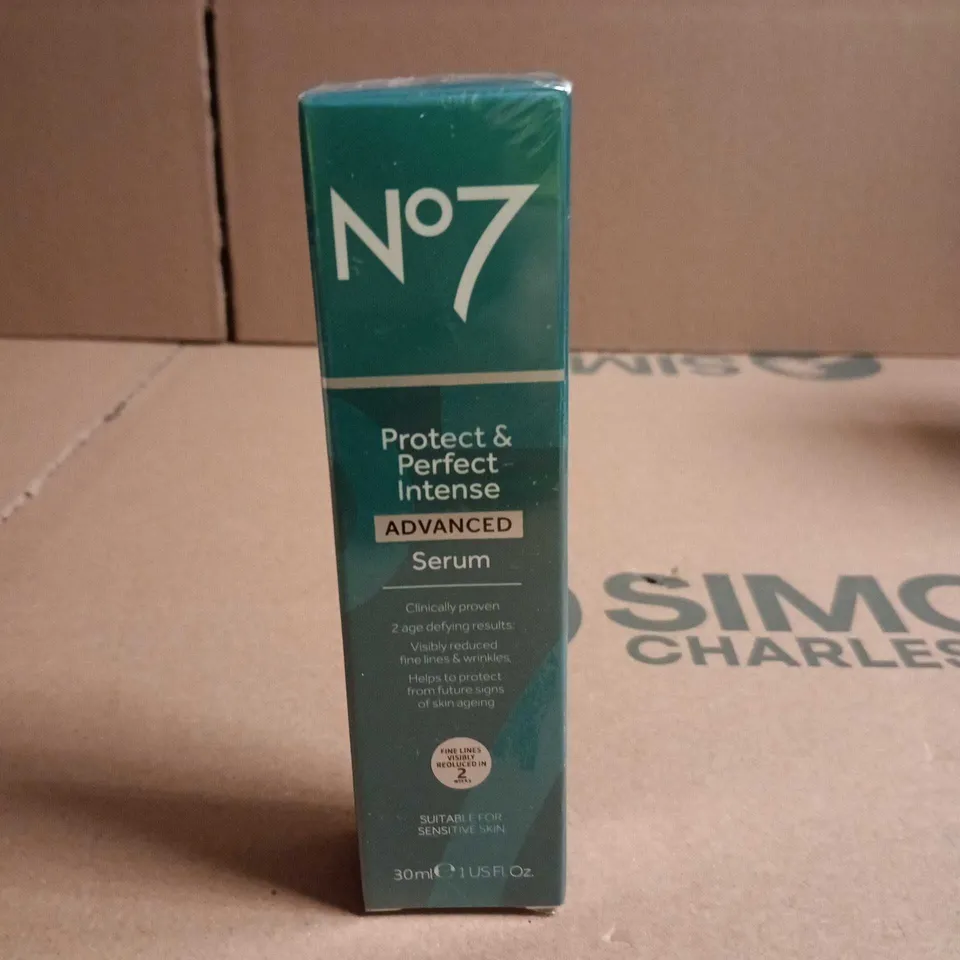 No7
Protect &
Perfect
Intense
ADVANCED
Serum
Clinically proven
2 age defying results:
Visibly reduced
fine lines & wrinkles,
Helps to protect
from future signs
of skin ageing
FINE LINES
VISIBLY
REDUCED IN
2
WEEKS
SUITABLE FOR
SENSITIVE SKIN
30ml℮ 1 US Fl. Oz.
SIM
SIMO
CHARLES